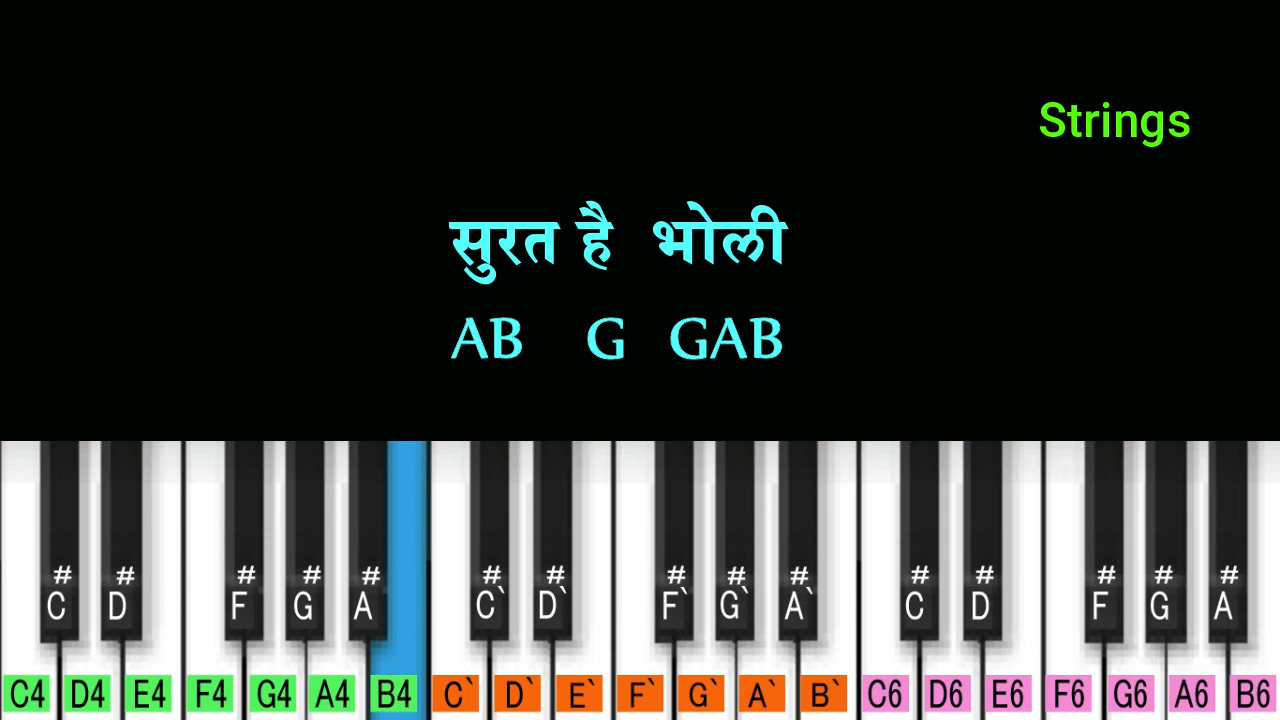 Strings
सुरत है भोली
AB G GAB
# # # # # # # # # # # # # # #
C D F G A C` D` F` G` A` C D F G A
C4 D4 E4 F4 G4 A4 B4 C` D` E` F` G` A` B` C6 D6 E6 F6 G6 A6 B6